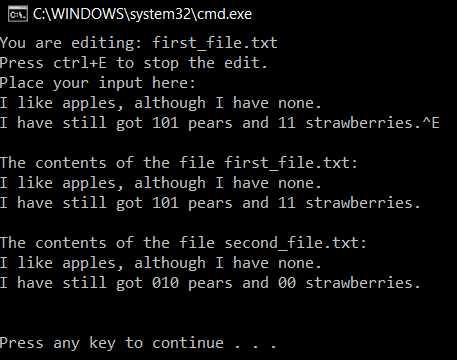 C:\WINDOWS\system32\cmd.exe
You are editing: first_file.txt
Press ctrl+E to stop the edit.
Place your input here:
I like apples, although I have none.
I have still got 101 pears and 11 strawberries.^E
The contents of the file first_file.txt:
I like apples, although I have none.
I have still got 101 pears and 11 strawberries.
The contents of the file second_file.txt:
I like apples, although I have none.
I have still got 010 pears and 00 strawberries.
Press any key to continue . . .